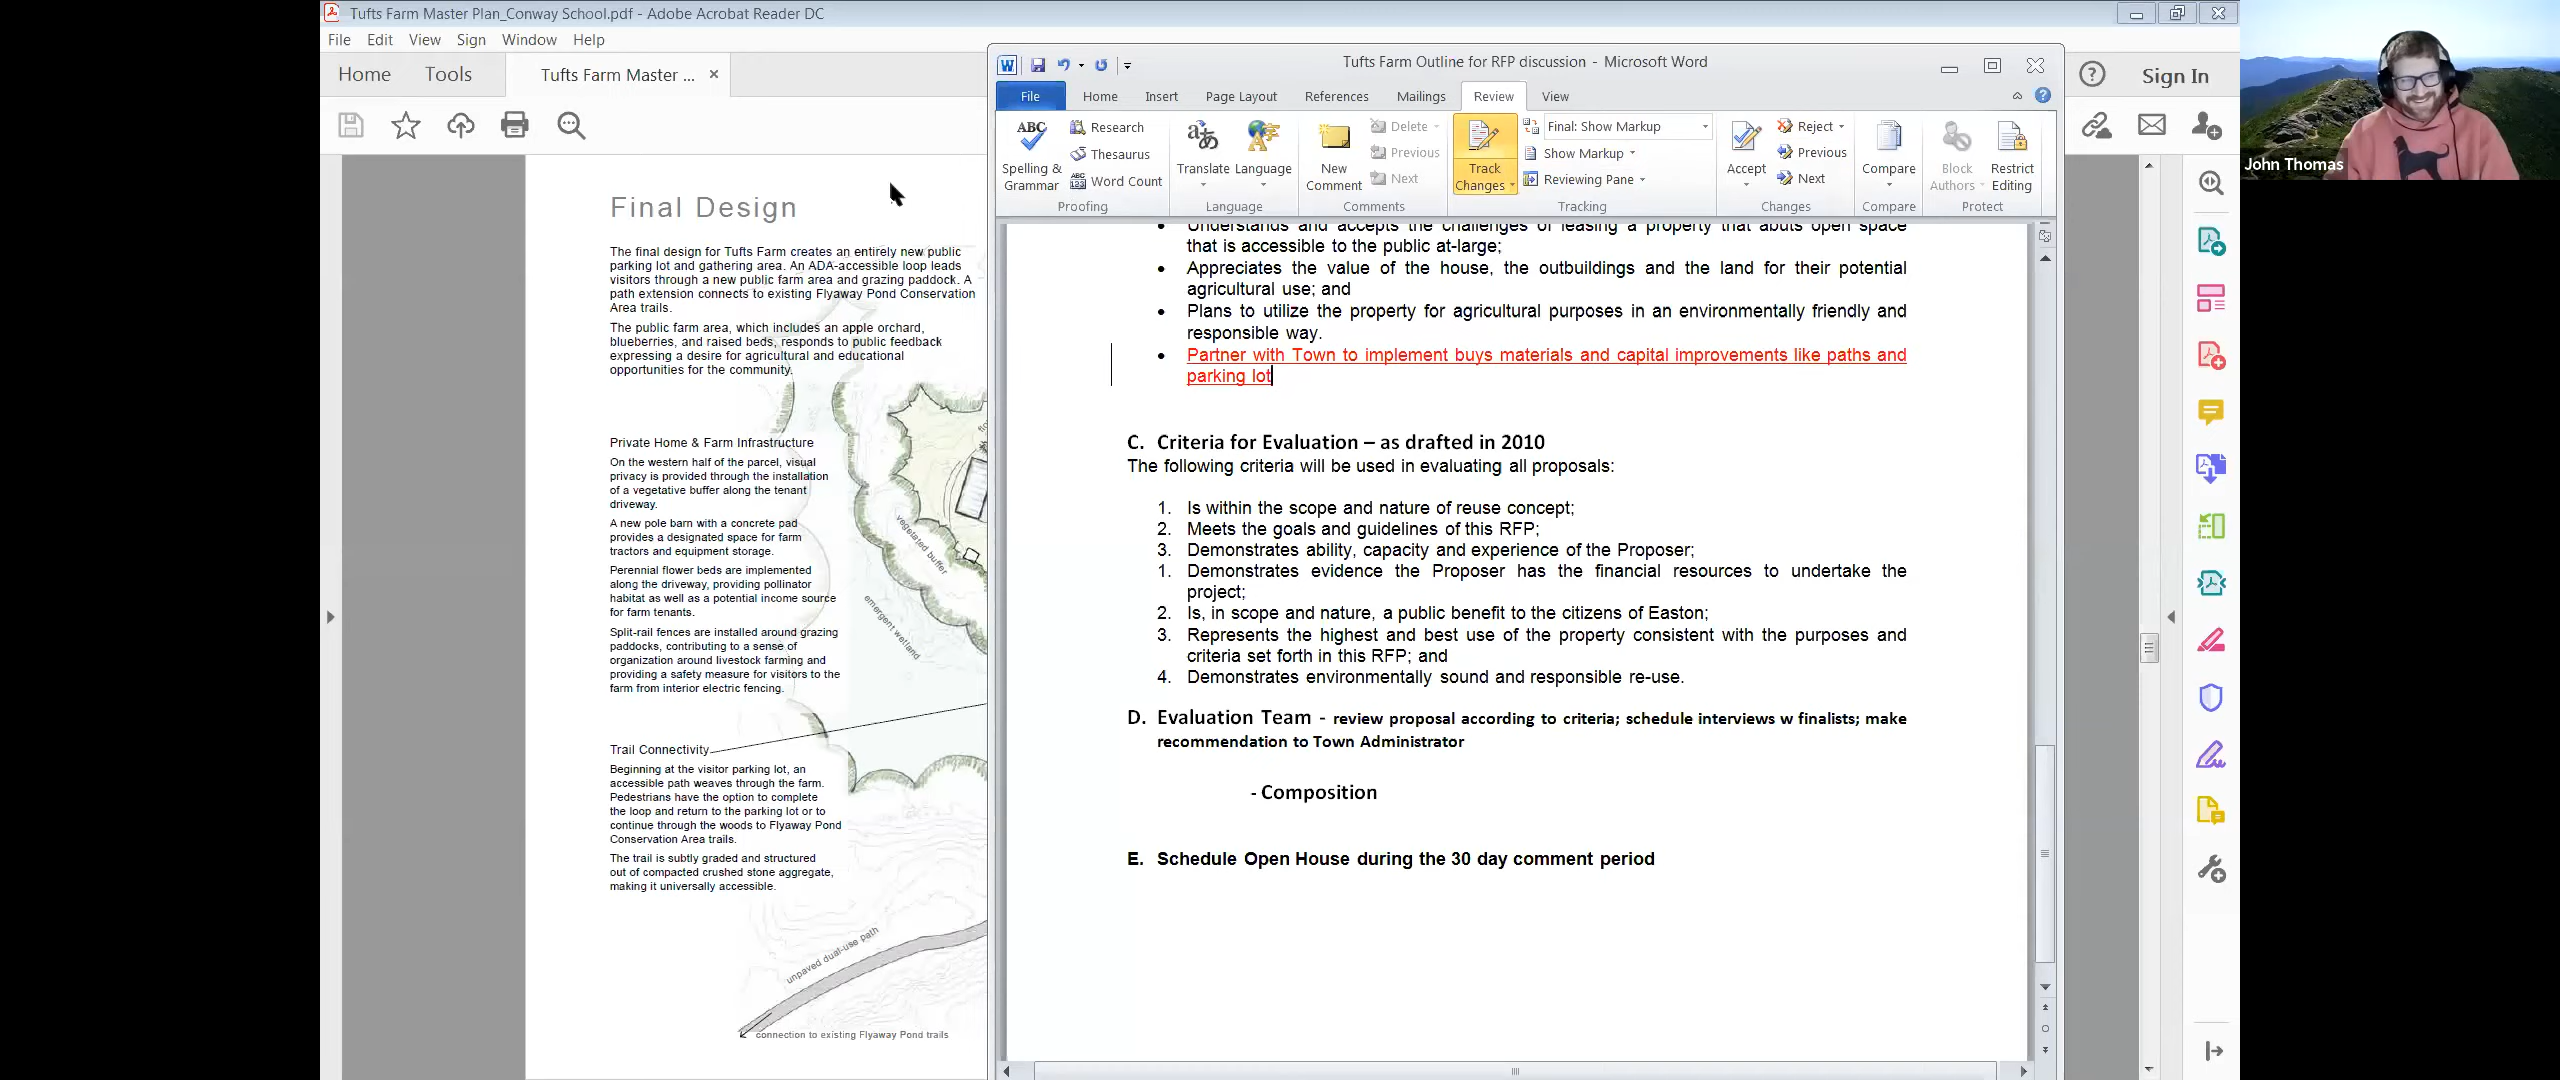 Tufts Farm Master Plan_Conway School.pdf - Adobe Acrobat Reader DC
File Edit View Sign Window Help
Home Tools Tufts Farm Master ... ×
Final Design
The final design for Tufts Farm creates an entirely new public
parking lot and gathering area. An ADA-accessible loop leads
visitors through a new public farm area and grazing paddock. A
path extension connects to existing Flyaway Pond Conservation
Area trails.
The public farm area, which includes an apple orchard,
blueberries, and raised beds, responds to public feedback
expressing a desire for agricultural and educational
opportunities for the community.
Private Home & Farm Infrastructure
On the western half of the parcel, visual
privacy is provided through the installation
of a vegetative buffer along the tenant
driveway.
A new pole barn with a concrete pad
provides a designated space for farm
tractors and equipment storage.
Perennial flower beds are implemented
along the driveway, providing pollinator
habitat as well as a potential income source
for farm tenants.
Split-rail fences are installed around grazing
paddocks, contributing to a sense of
organization around livestock farming and
providing a safety measure for visitors to the
farm from interior electric fencing.
Trail Connectivity
Beginning at the visitor parking lot, an
accessible path weaves through the farm.
Pedestrians have the option to complete
the loop and return to the parking lot or to
continue through the woods to Flyaway Pond
Conservation Area trails.
The trail is subtly graded and structured
out of compacted crushed stone aggregate,
making it universally accessible.
vegetated buffer
emergent wetland
unpaved dual-use path
connection to existing Flyaway Pond trails
Tufts Farm Outline for RFP discussion - Microsoft Word
File Home Insert Page Layout References Mailings Review View
ABC
Spelling &
Grammar
Research
Thesaurus
ABC
123 Word Count
Proofing
Translate Language
Language
New
Comment
Delete
Previous
Next
Comments
Track
Changes
Final: Show Markup
Show Markup
Reviewing Pane
Tracking
Accept
Reject
Previous
Next
Changes
Compare
Compare
Block
Authors
Restrict
Editing
Protect
• Understands and accepts the challenges of leasing a property that abuts open space
that is accessible to the public at-large;
• Appreciates the value of the house, the outbuildings and the land for their potential
agricultural use; and
• Plans to utilize the property for agricultural purposes in an environmentally friendly and
responsible way.
• Partner with Town to implement buys materials and capital improvements like paths and
parking lot
C. Criteria for Evaluation – as drafted in 2010
The following criteria will be used in evaluating all proposals:
1. Is within the scope and nature of reuse concept;
2. Meets the goals and guidelines of this RFP;
3. Demonstrates ability, capacity and experience of the Proposer;
1. Demonstrates evidence the Proposer has the financial resources to undertake the
project;
2. Is, in scope and nature, a public benefit to the citizens of Easton;
3. Represents the highest and best use of the property consistent with the purposes and
criteria set forth in this RFP; and
4. Demonstrates environmentally sound and responsible re-use.
D. Evaluation Team - review proposal according to criteria; schedule interviews w finalists; make
recommendation to Town Administrator
- Composition
E. Schedule Open House during the 30 day comment period
Sign In
John Thomas